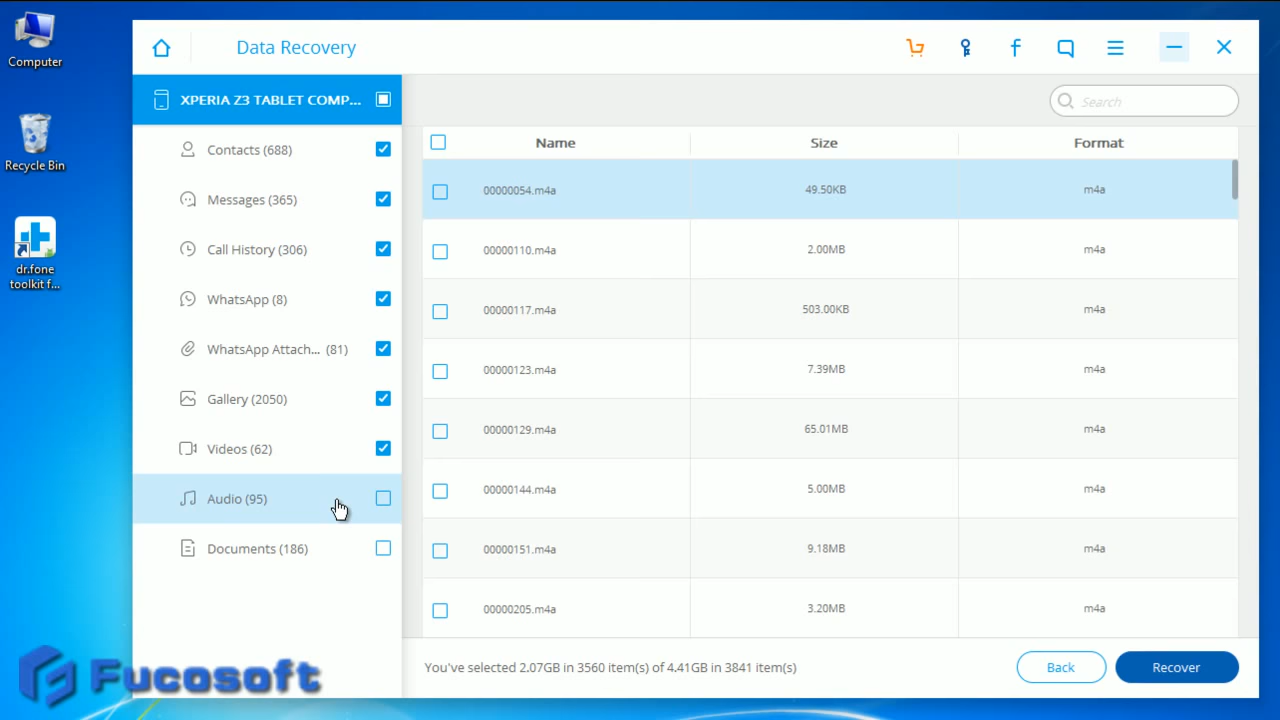 Computer
Recycle Bin
dr.fone
toolkit f...
Data Recovery
XPERIA Z3 TABLET COMP...
Contacts (688)
Messages (365)
Call History (306)
WhatsApp (8)
WhatsApp Attach... (81)
Gallery (2050)
Videos (62)
Audio (95)
Documents (186)
Search
Name Size Format
00000054.m4a 49.50KB m4a
00000110.m4a 2.00MB m4a
00000117.m4a 503.00KB m4a
00000123.m4a 7.39MB m4a
00000129.m4a 65.01MB m4a
00000144.m4a 5.00MB m4a
00000151.m4a 9.18MB m4a
00000205.m4a 3.20MB m4a
You've selected 2.07GB in 3560 item(s) of 4.41GB in 3841 item(s)
Back
Recover
Fucosoft